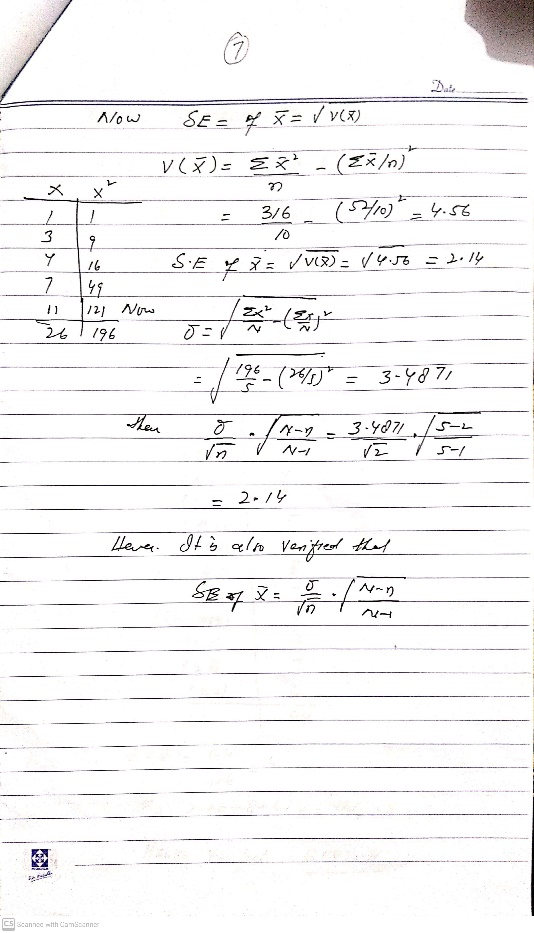 7
Date
Now SE = of x̄ = √V(x̄)
V(x̄) = Σx̄²/n - (Σx̄/n)²
= 316/10 - (52/10)² = 4.56
S.E of x̄ = √V(x̄) = √4.56 = 2.14
x x²
1 1
3 9
4 16
7 49
11 121
26 196
Now σ = √(Σx²/N - (Σx/N)²)
= √(196/5 - (26/5)²) = 3.4871
then σ/√n . √(N-n/N-1) = 3.4871/√2 . √(5-2/5-1)
= 2.14
Hence. It is also verified that
SE of x̄ = σ/√n . √(N-n/N-1)
CS Scanned with CamScanner